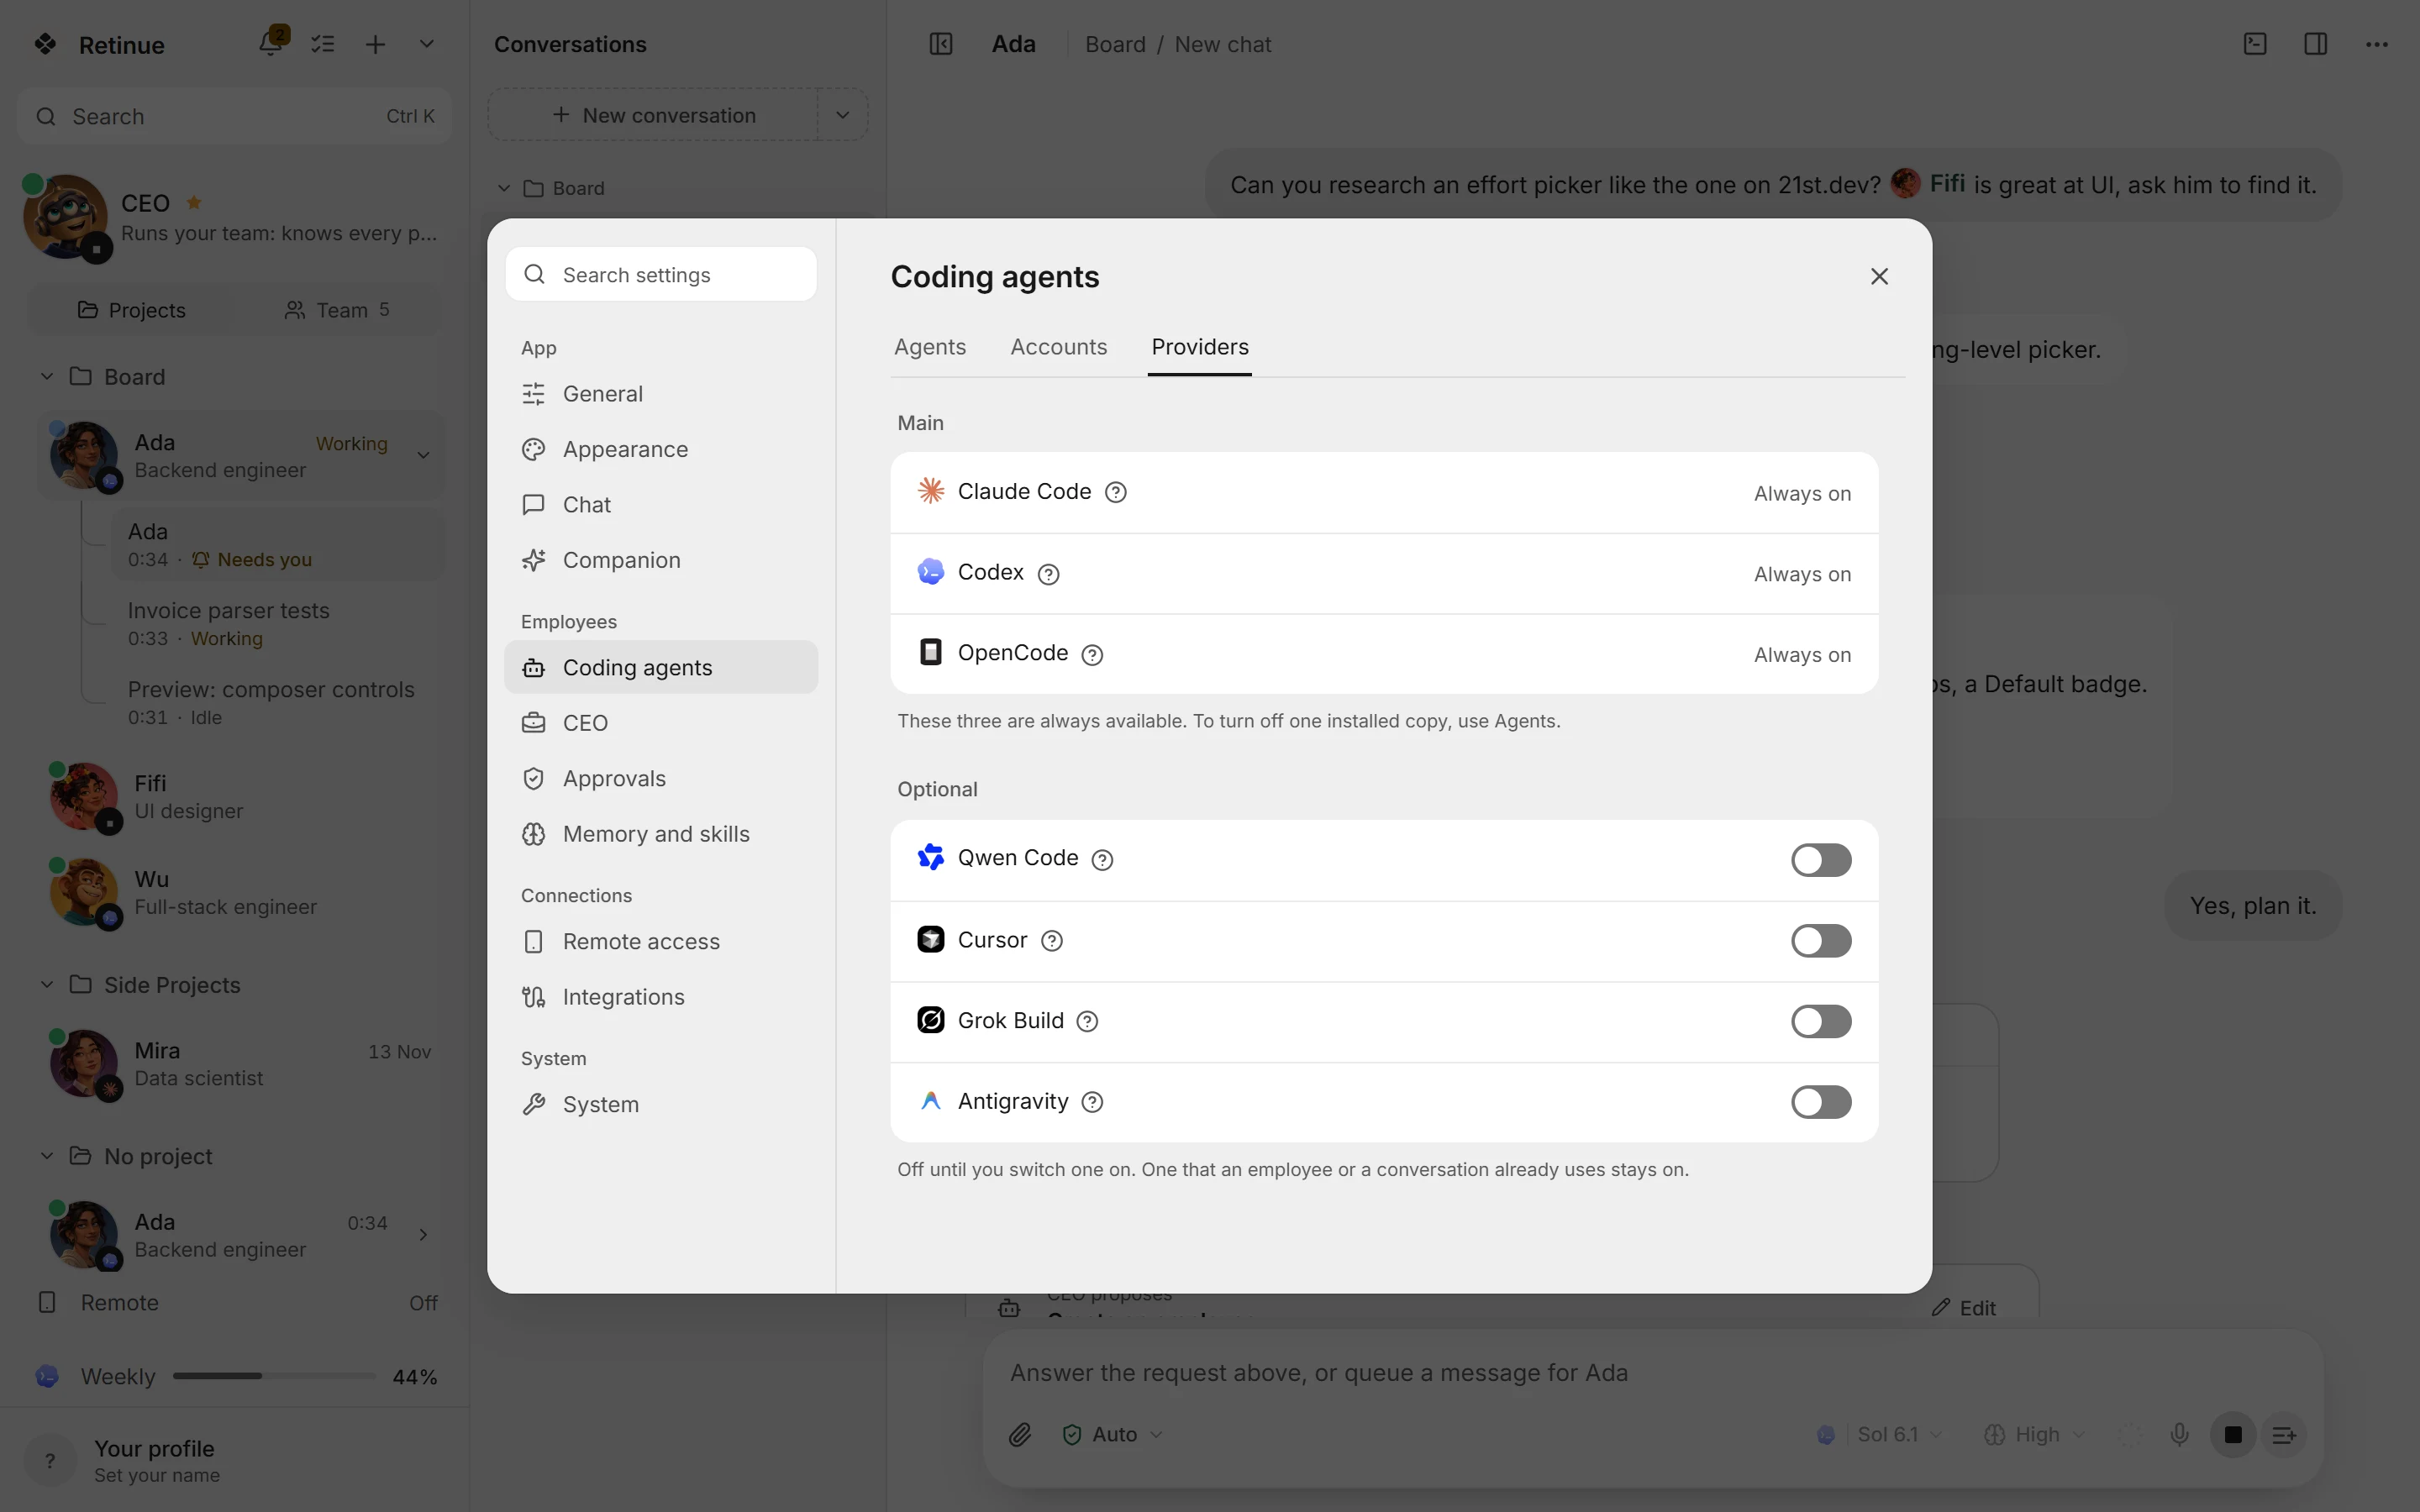 Retinue
2
Search
Ctrl K
CEO
Runs your team: knows every p...
Projects
Team 5
Board
Ada
Working
Backend engineer
Ada
0:34 · Needs you
Invoice parser tests
0:33 · Working
Preview: composer controls
0:31 · Idle
Fifi
UI designer
Wu
Full-stack engineer
Side Projects
Mira
13 Nov
Data scientist
No project
Ada
0:34
Backend engineer
Remote
Off
Weekly
44%
?
Your profile
Set your name
Conversations
New conversation
Board
Ada
Board / New chat
Can you research an effort picker like the one on 21st.dev? Fifi is great at UI, ask him to find it.
ng-level picker.
a Default badge.
Yes, plan it.
Search settings
App
General
Appearance
Chat
Companion
Employees
Coding agents
CEO
Approvals
Memory and skills
Connections
Remote access
Integrations
System
System
Coding agents
Agents
Accounts
Providers
Main
Claude Code
Always on
Codex
Always on
OpenCode
Always on
These three are always available. To turn off one installed copy, use Agents.
Optional
Qwen Code
Cursor
Grok Build
Antigravity
Off until you switch one on. One that an employee or a conversation already uses stays on.
CEO proposes
Edit
Answer the request above, or queue a message for Ada
Auto
Sol 6.1
High